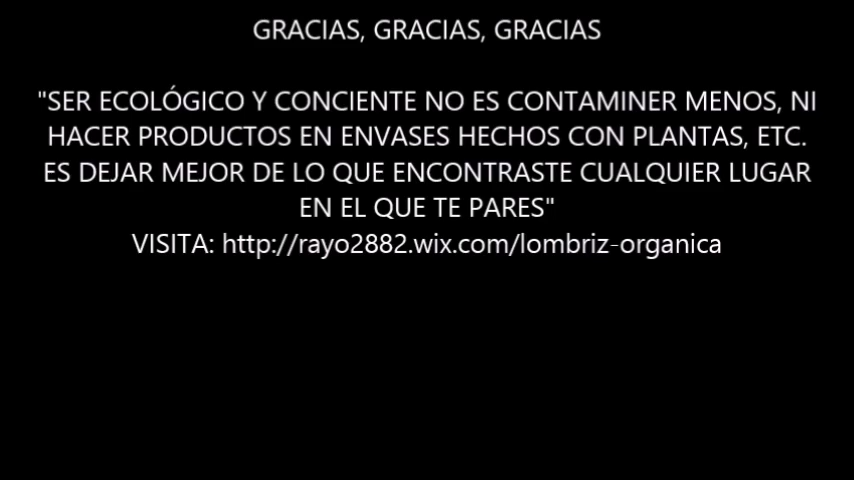 GRACIAS, GRACIAS, GRACIAS
"SER ECOLÓGICO Y CONCIENTE NO ES CONTAMINER MENOS, NI
HACER PRODUCTOS EN ENVASES HECHOS CON PLANTAS, ETC.
ES DEJAR MEJOR DE LO QUE ENCONTRASTE CUALQUIER LUGAR
EN EL QUE TE PARES"
VISITA: http://rayo2882.wix.com/lombriz-organica